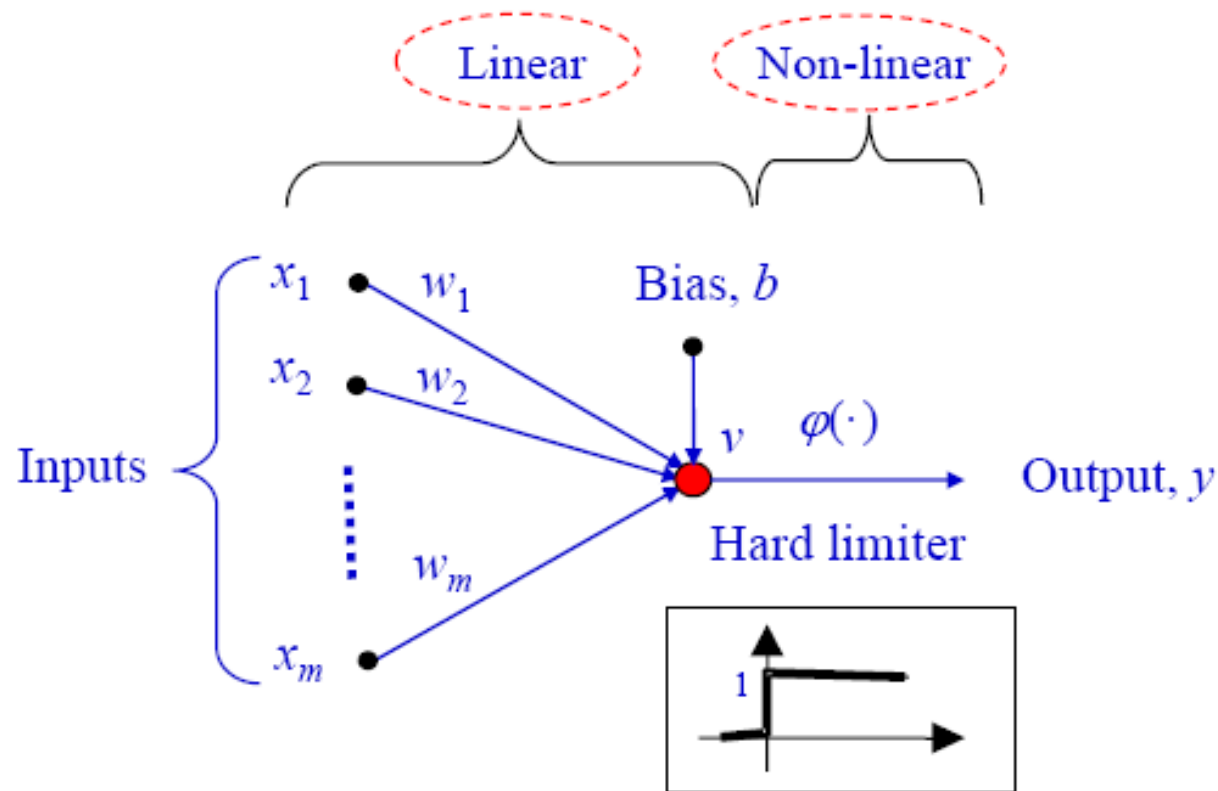 Linear
Non-linear
x₁
w₁
Bias, b
x₂
w₂
v
φ(·)
Inputs
Output, y
Hard limiter
wₘ
xₘ
1